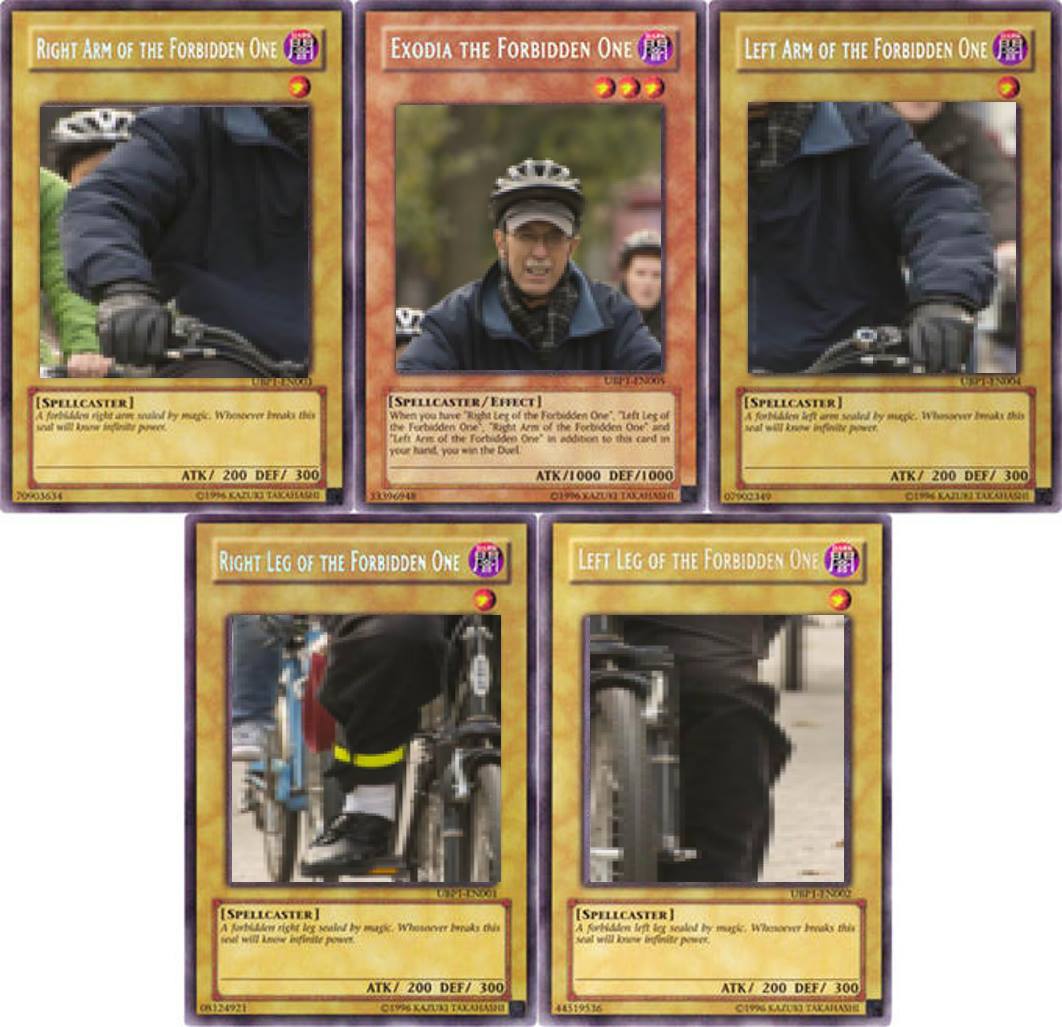 RIGHT ARM OF THE FORBIDDEN ONE
UBP1-EN003
[SPELLCASTER]
A forbidden right arm sealed by magic. Whosoever breaks this
seal will know infinite power.
ATK/ 200 DEF/ 300
70903634
©1996 KAZUKI TAKAHASHI
EXODIA THE FORBIDDEN ONE
UBP1-EN005
[SPELLCASTER/EFFECT]
When you have "Right Leg of the Forbidden One", "Left Leg of
the Forbidden One", "Right Arm of the Forbidden One" and
"Left Arm of the Forbidden One" in addition to this card in
your hand, you win the Duel.
ATK/1000 DEF/1000
33396948
©1996 KAZUKI TAKAHASHI
LEFT ARM OF THE FORBIDDEN ONE
UBP1-EN004
[SPELLCASTER]
A forbidden left arm sealed by magic. Whosoever breaks this
seal will know infinite power.
ATK/ 200 DEF/ 300
07902349
©1996 KAZUKI TAKAHASHI
RIGHT LEG OF THE FORBIDDEN ONE
UBP1-EN001
[SPELLCASTER]
A forbidden right leg sealed by magic. Whosoever breaks this
seal will know infinite power.
ATK/ 200 DEF/ 300
08124921
©1996 KAZUKI TAKAHASHI
LEFT LEG OF THE FORBIDDEN ONE
UBP1-EN002
[SPELLCASTER]
A forbidden left leg sealed by magic. Whosoever breaks this
seal will know infinite power.
ATK/ 200 DEF/ 300
44519536
©1996 KAZUKI TAKAHASHI